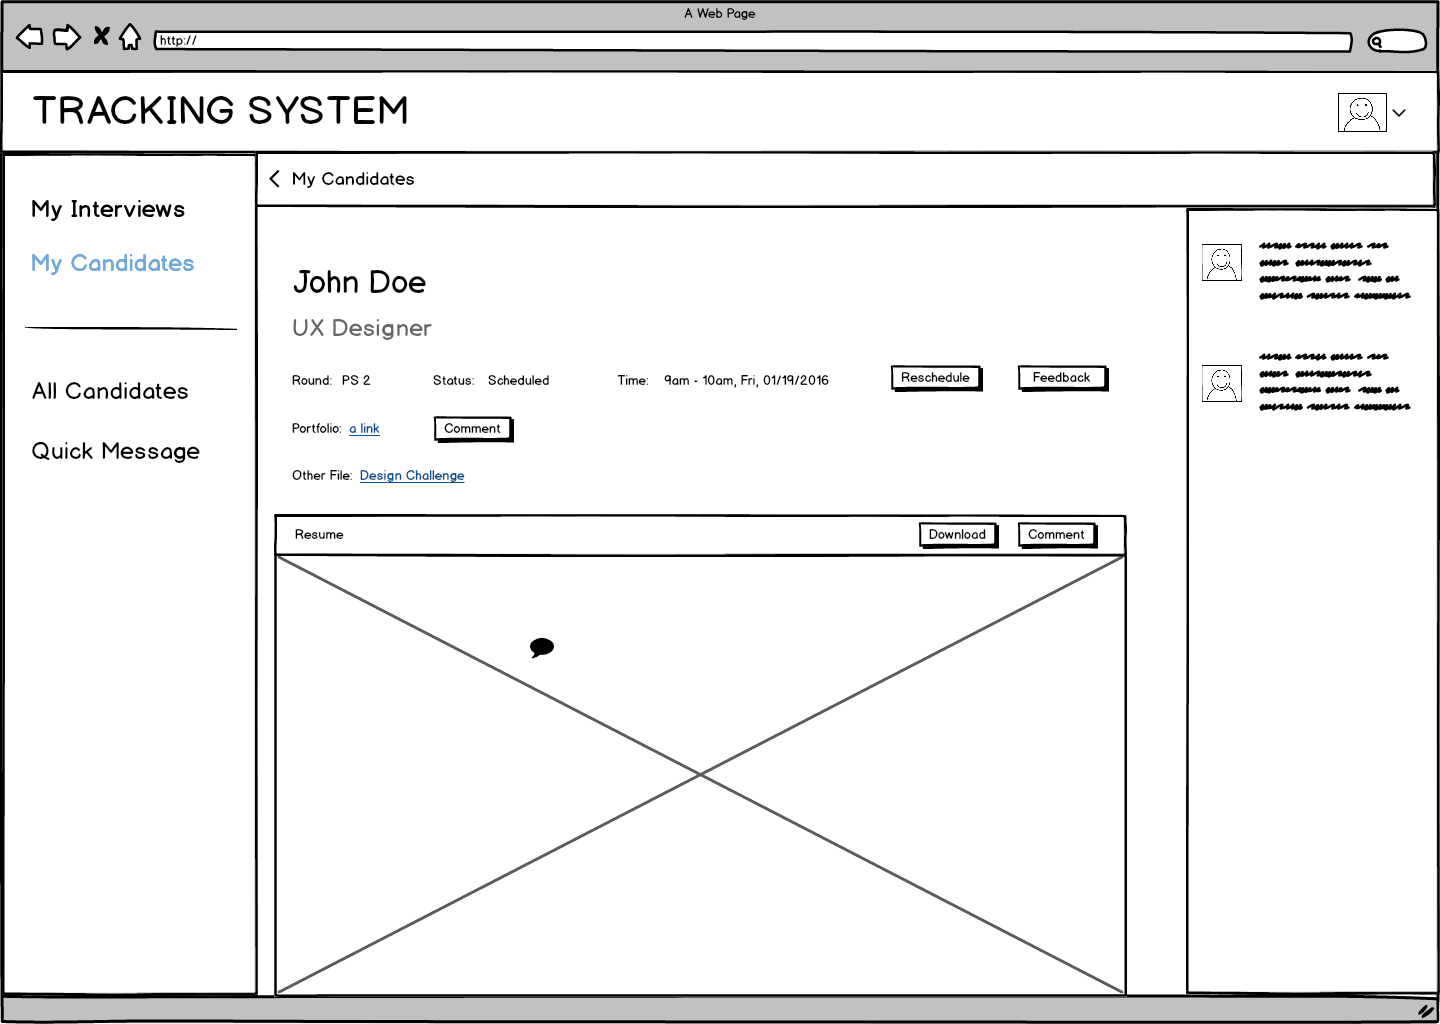 A Web Page
http://
TRACKING SYSTEM
My Interviews
My Candidates
All Candidates
Quick Message
My Candidates
John Doe
UX Designer
Round: PS 2 Status: Scheduled Time: 9am - 10am, Fri, 01/19/2016 Reschedule Feedback
Portfolio: a link Comment
Other File: Design Challenge
Resume Download Comment